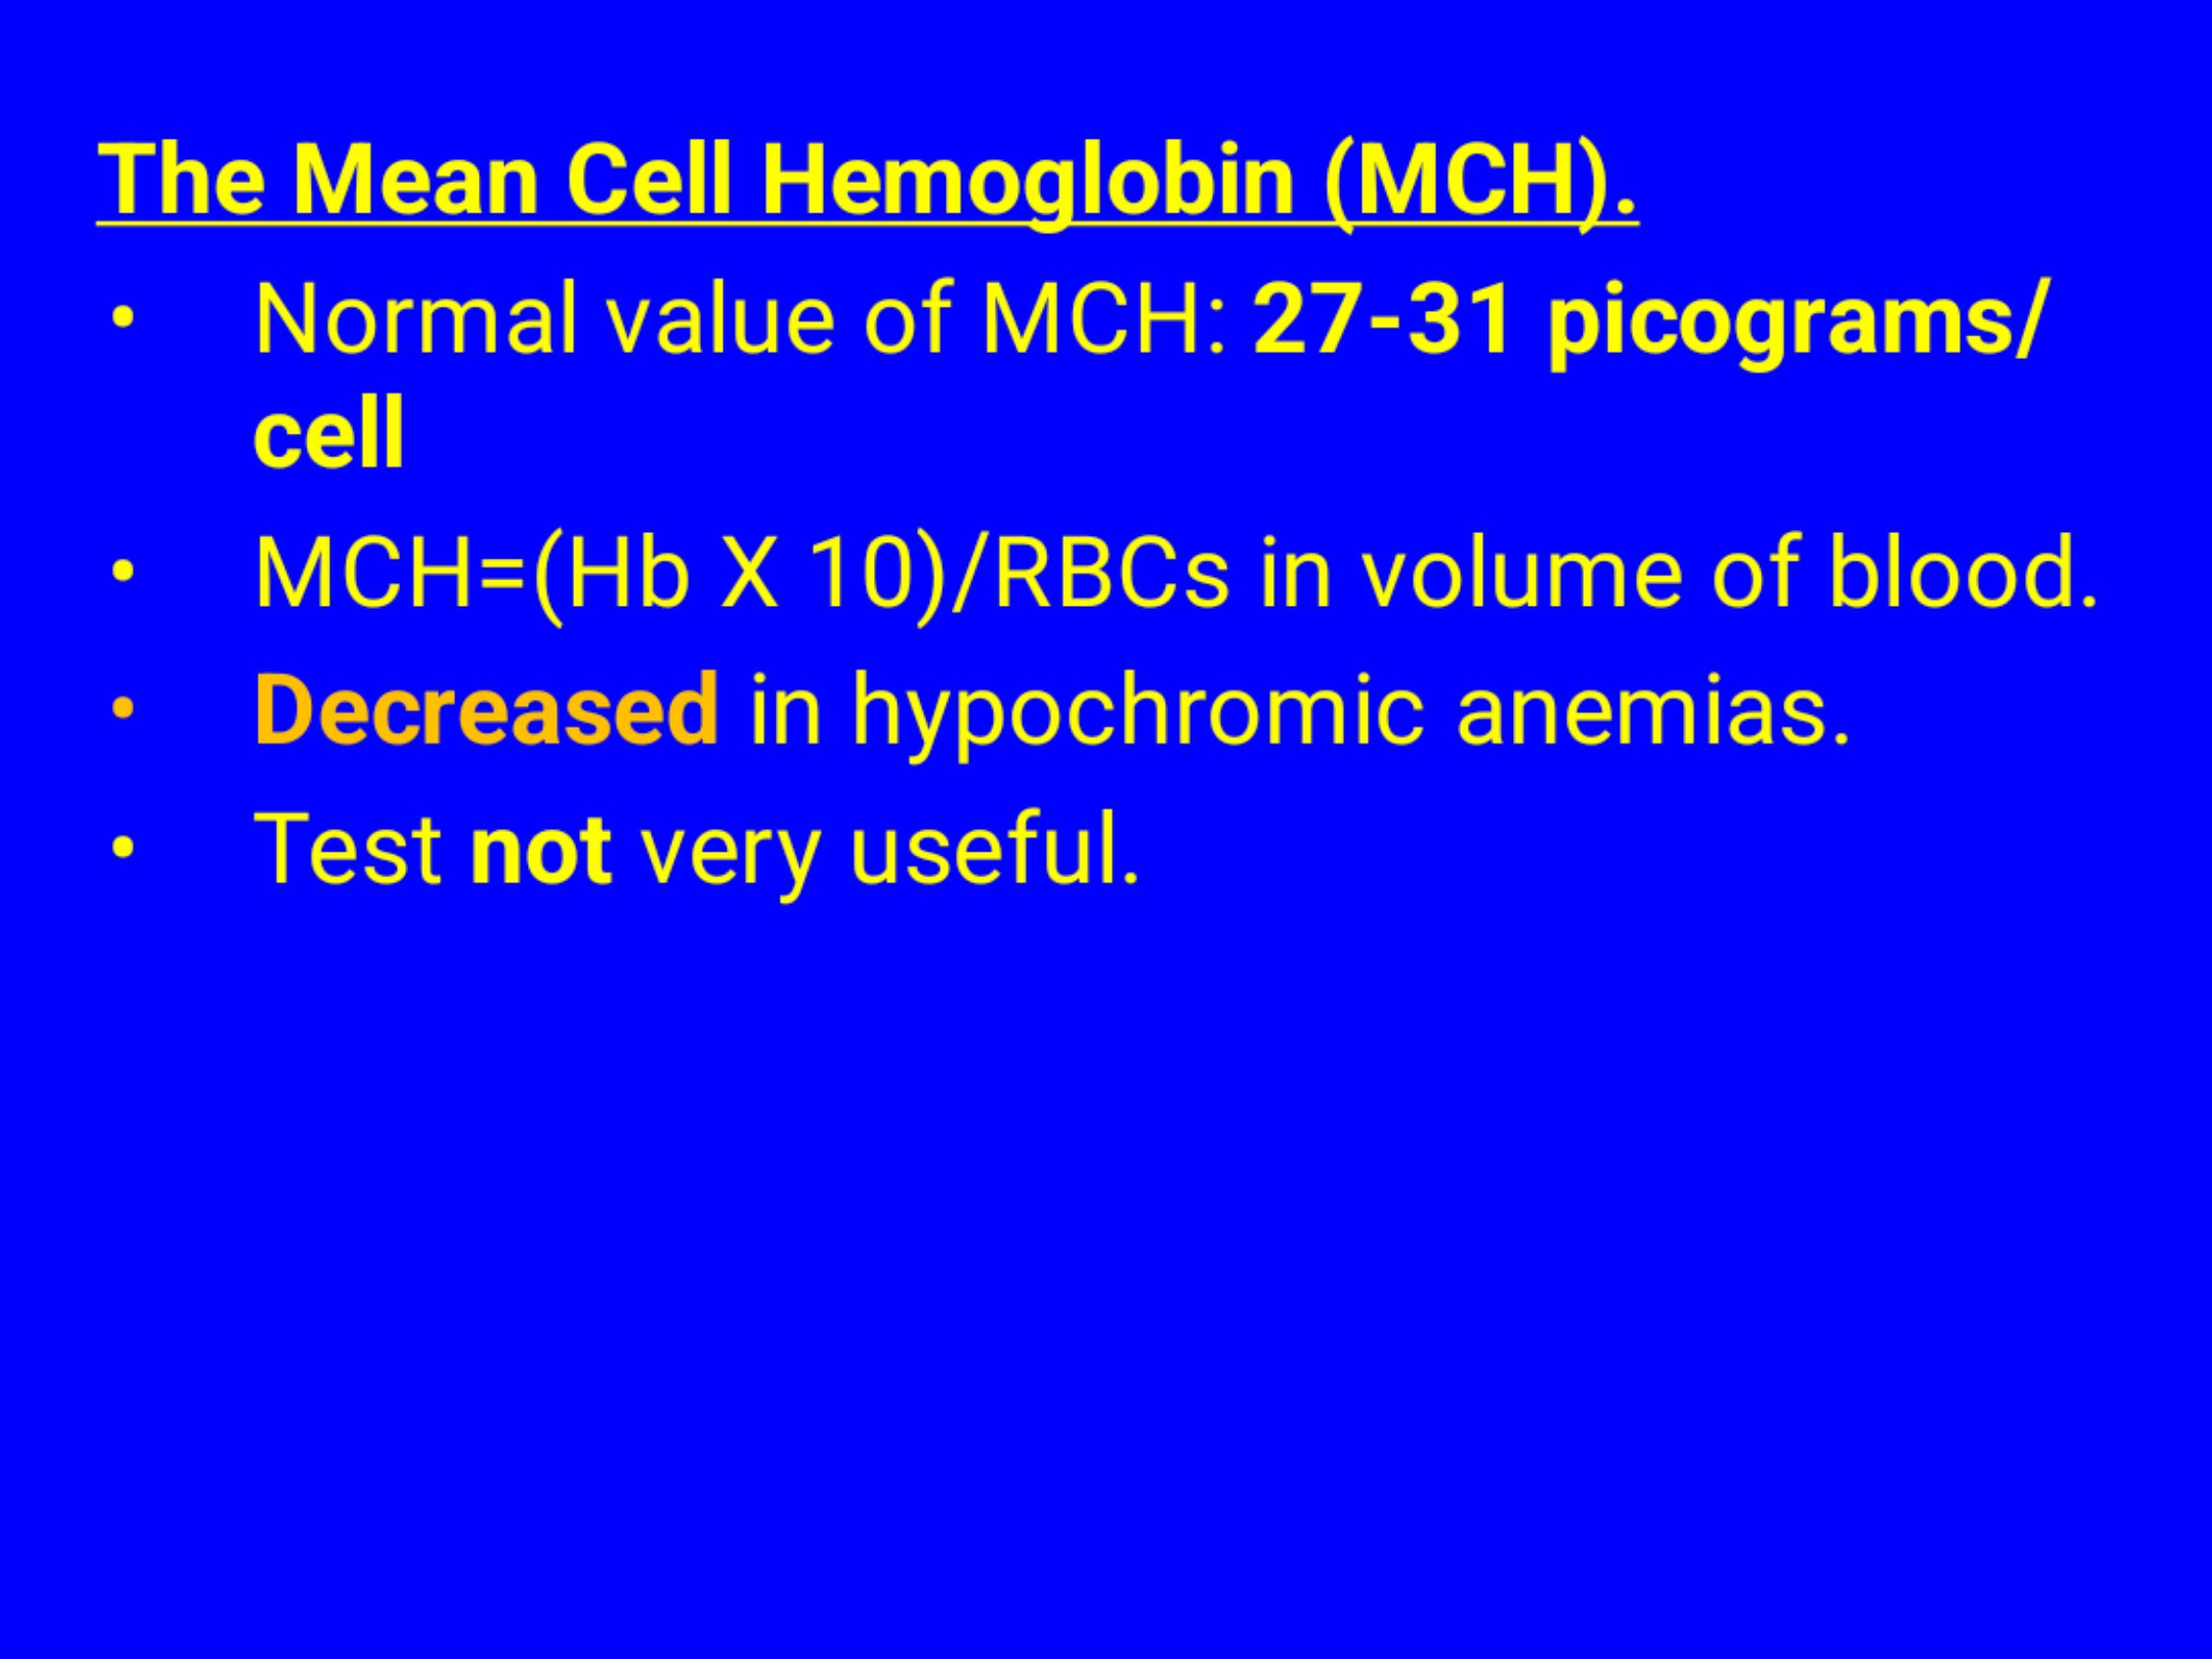 The Mean Cell Hemoglobin (MCH).
• Normal value of MCH: 27-31 picograms/
cell
• MCH=(Hb X 10)/RBCs in volume of blood.
• Decreased in hypochromic anemias.
• Test not very useful.